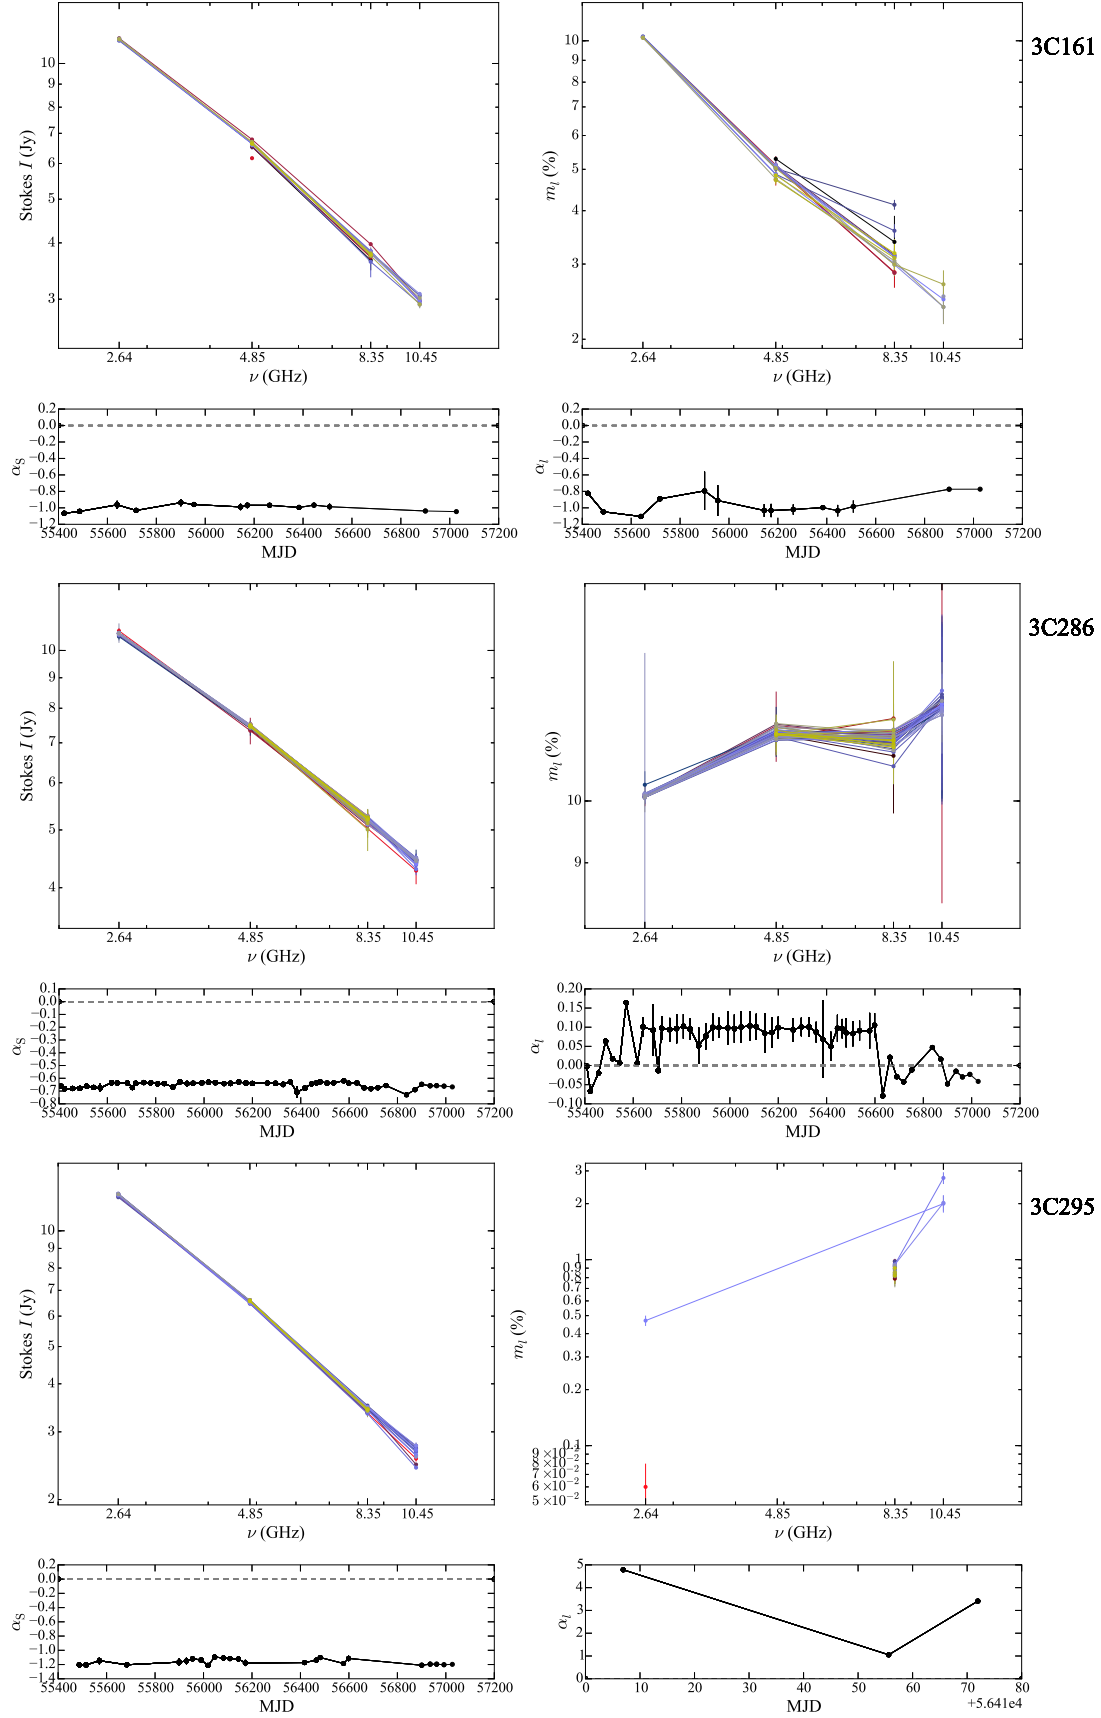 3C161
10
9
8
7
6
5
4
3
Stokes I (Jy)
2.64 4.85 8.35 10.45
ν (GHz)
10
9
8
7
6
5
4
3
2
m_l (%)
2.64 4.85 8.35 10.45
ν (GHz)
0.2
0.0
−0.2
−0.4
−0.6
−0.8
−1.0
−1.2
α_S
55400 55600 55800 56000 56200 56400 56600 56800 57000 57200
MJD
0.2
0.0
−0.2
−0.4
−0.6
−0.8
−1.0
−1.2
α_l
55400 55600 55800 56000 56200 56400 56600 56800 57000 57200
MJD
3C286
10
9
8
7
6
5
4
Stokes I (Jy)
2.64 4.85 8.35 10.45
ν (GHz)
10
9
m_l (%)
2.64 4.85 8.35 10.45
ν (GHz)
0.1
0.0
−0.1
−0.2
−0.3
−0.4
−0.5
−0.6
−0.7
−0.8
α_S
55400 55600 55800 56000 56200 56400 56600 56800 57000 57200
MJD
0.20
0.15
0.10
0.05
0.00
−0.05
−0.10
α_l
55400 55600 55800 56000 56200 56400 56600 56800 57000 57200
MJD
3C295
10
9
8
7
6
5
4
3
2
Stokes I (Jy)
2.64 4.85 8.35 10.45
ν (GHz)
3
2
1
0.9
0.8
0.7
0.6
0.5
0.4
0.3
0.2
0.1
9 ×10⁻²
8 ×10⁻²
7 ×10⁻²
6 ×10⁻²
5 ×10⁻²
m_l (%)
2.64 4.85 8.35 10.45
ν (GHz)
0.2
0.0
−0.2
−0.4
−0.6
−0.8
−1.0
−1.2
−1.4
α_S
55400 55600 55800 56000 56200 56400 56600 56800 57000 57200
MJD
5
4
3
2
1
0
α_l
0 10 20 30 40 50 60 70 80
MJD
+5.641e4